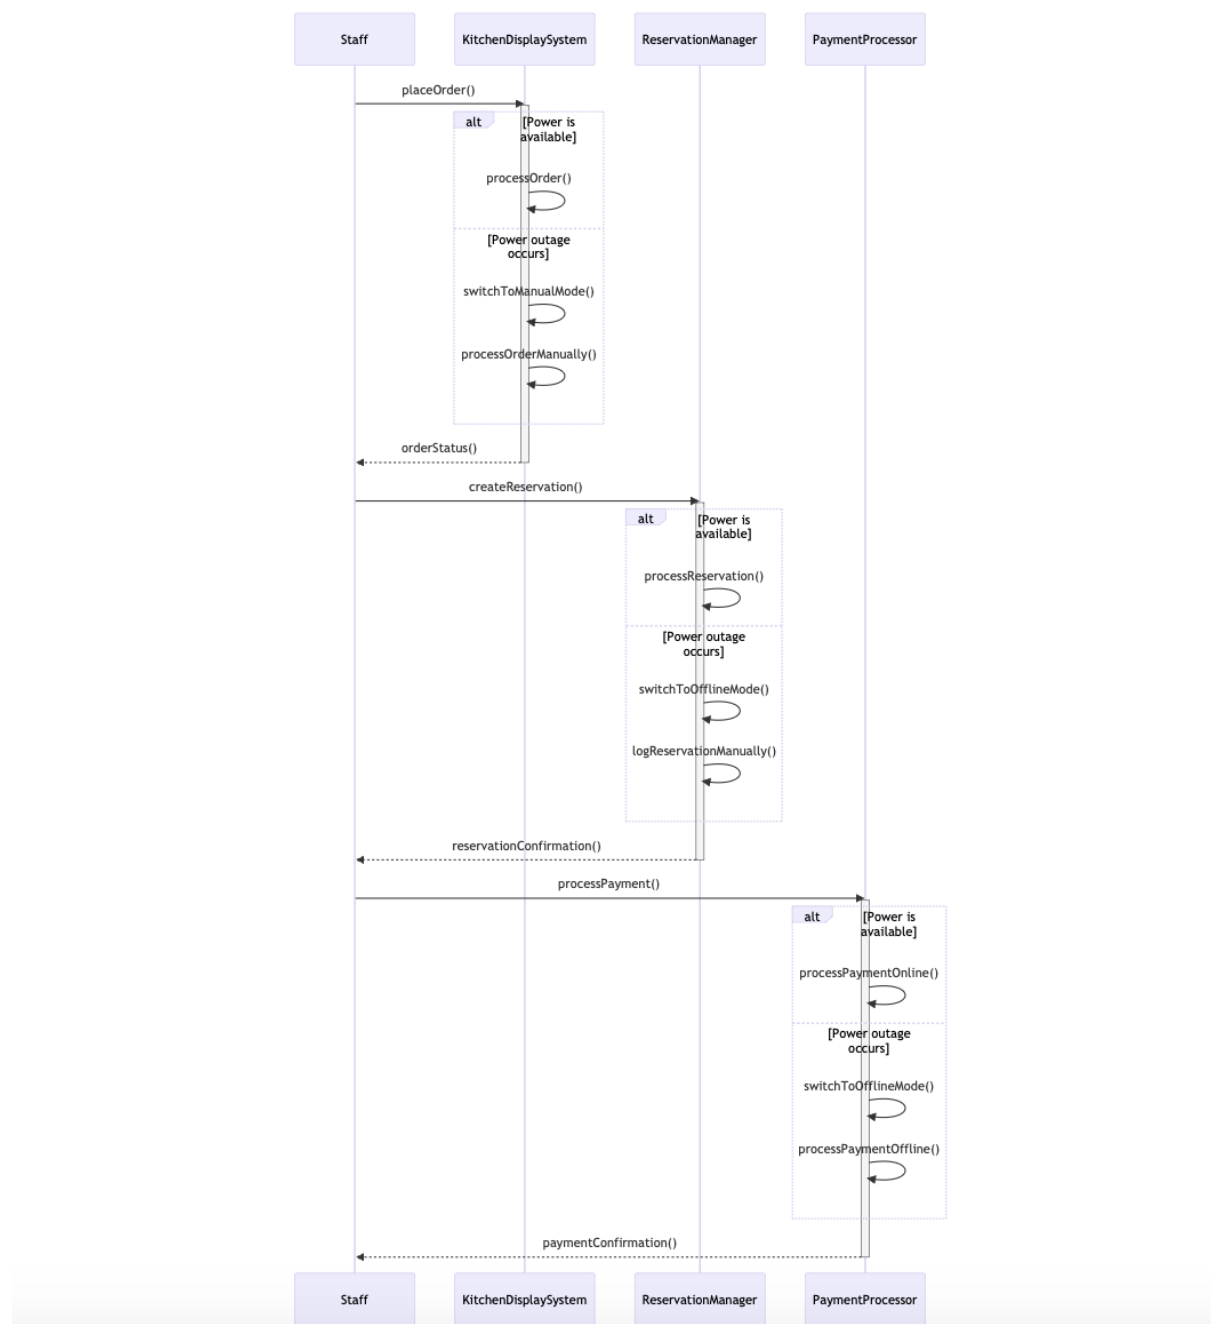 Staff
KitchenDisplaySystem
ReservationManager
PaymentProcessor
placeOrder()
alt
[Power is
available]
processOrder()
[Power outage
occurs]
switchToManualMode()
processOrderManually()
orderStatus()
createReservation()
alt
[Power is
available]
processReservation()
[Power outage
occurs]
switchToOfflineMode()
logReservationManually()
reservationConfirmation()
processPayment()
alt
[Power is
available]
processPaymentOnline()
[Power outage
occurs]
switchToOfflineMode()
processPaymentOffline()
paymentConfirmation()
Staff
KitchenDisplaySystem
ReservationManager
PaymentProcessor